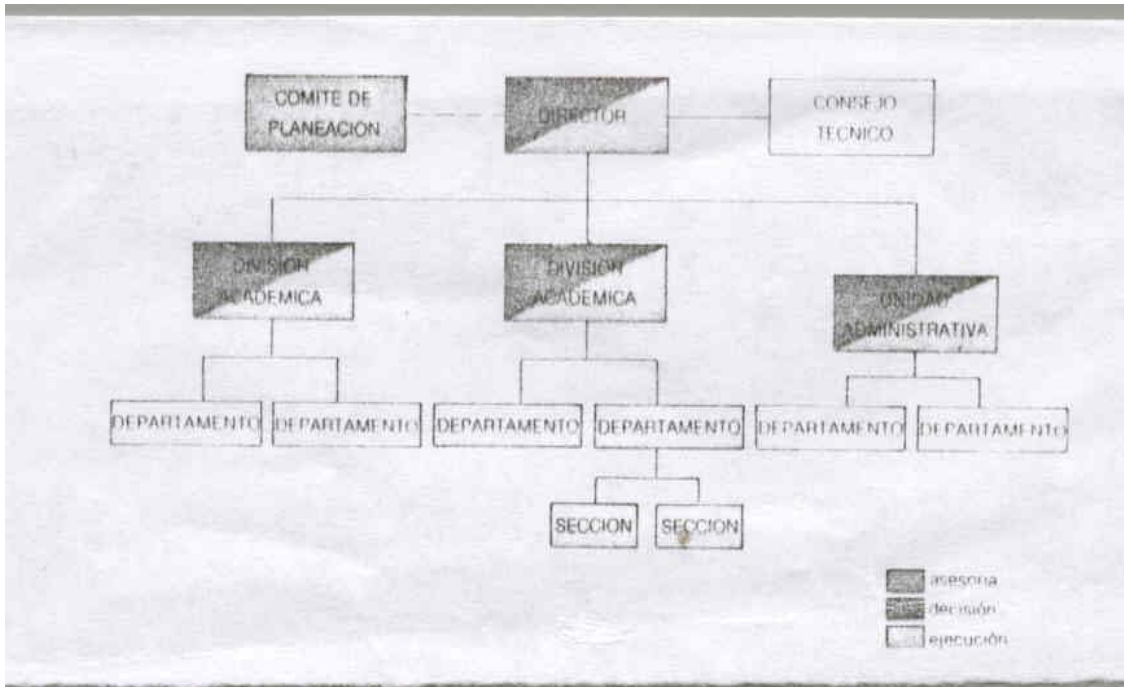 COMITE DE
PLANEACION
DIRECTOR
CONSEJO
TECNICO
DIVISION
ACADEMICA
DIVISION
ACADEMICA
UNIDAD
ADMINISTRATIVA
DEPARTAMENTO
DEPARTAMENTO
DEPARTAMENTO
DEPARTAMENTO
DEPARTAMENTO
DEPARTAMENTO
SECCION
SECCION
asesoria
decisión
ejecución